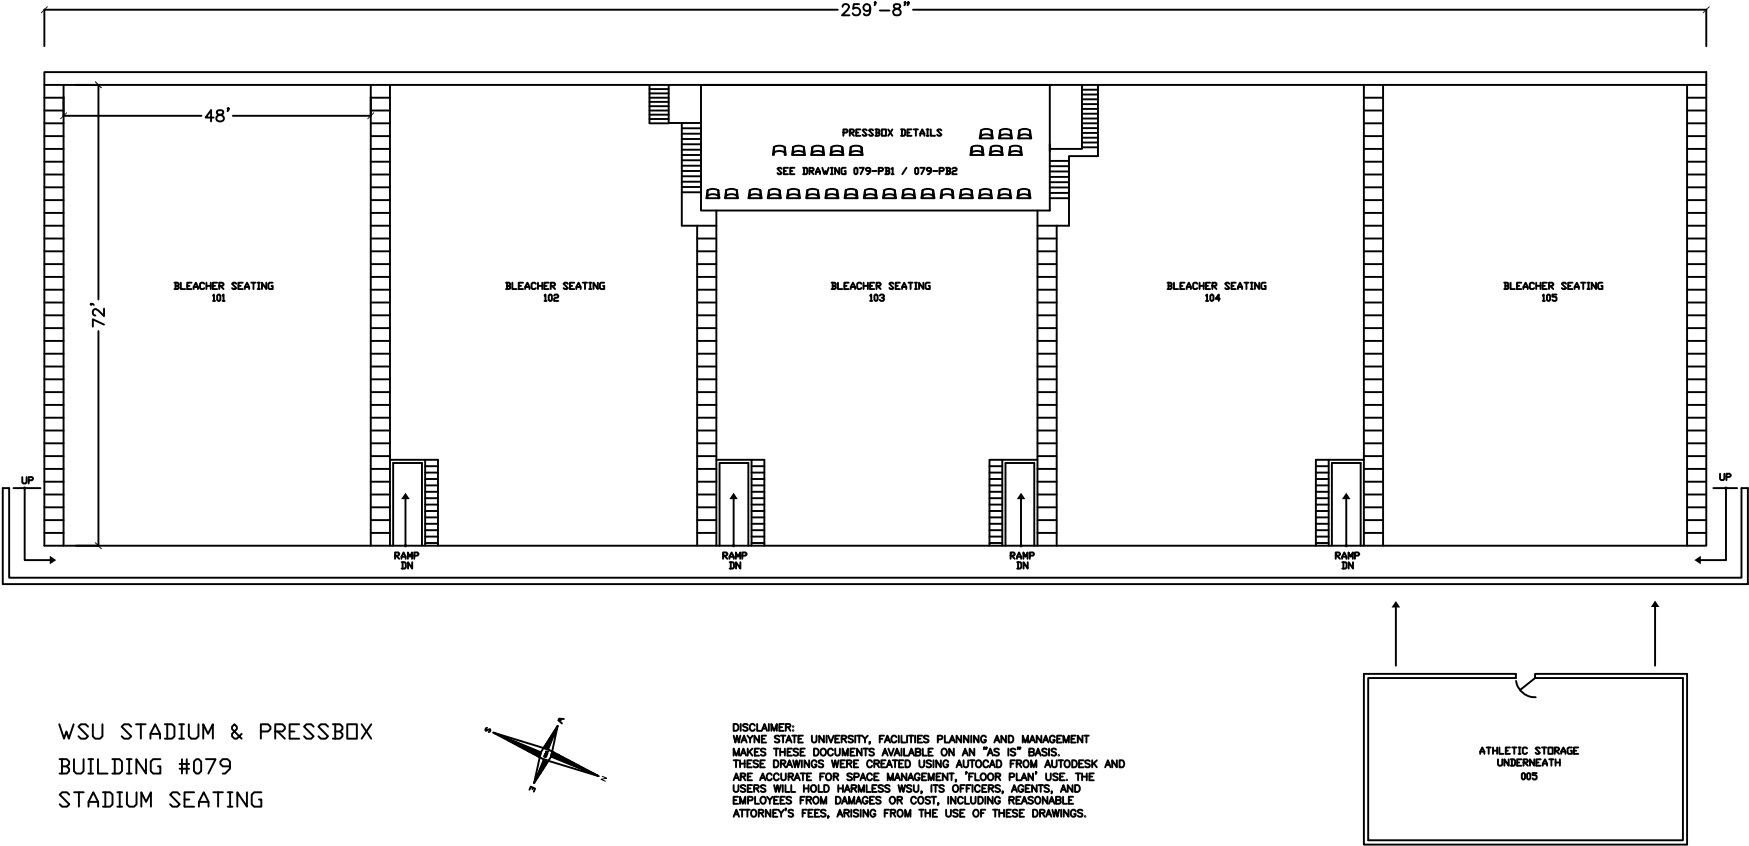 259'-8"
48'
PRESSBOX DETAILS
SEE DRAWING 079-PB1 / 079-PB2
72'
BLEACHER SEATING
101
BLEACHER SEATING
102
BLEACHER SEATING
103
BLEACHER SEATING
104
BLEACHER SEATING
105
UP
UP
RAMP
DN
RAMP
DN
RAMP
DN
RAMP
DN
WSU STADIUM & PRESSBOX
BUILDING #079
STADIUM SEATING
S
N
DISCLAIMER:
WAYNE STATE UNIVERSITY, FACILITIES PLANNING AND MANAGEMENT
MAKES THESE DOCUMENTS AVAILABLE ON AN "AS IS" BASIS.
THESE DRAWINGS WERE CREATED USING AUTOCAD FROM AUTODESK AND
ARE ACCURATE FOR SPACE MANAGEMENT, 'FLOOR PLAN' USE. THE
USERS WILL HOLD HARMLESS WSU, ITS OFFICERS, AGENTS, AND
EMPLOYEES FROM DAMAGES OR COST, INCLUDING REASONABLE
ATTORNEY'S FEES, ARISING FROM THE USE OF THESE DRAWINGS.
ATHLETIC STORAGE
UNDERNEATH
005